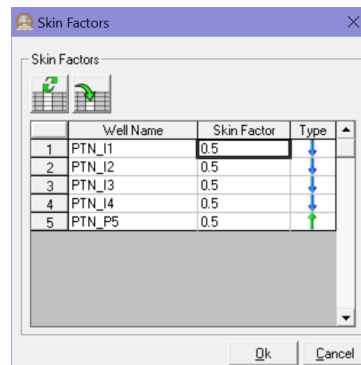 Skin Factors
Skin Factors
Well Name Skin Factor Type
1 PTN_I1 0.5
2 PTN_I2 0.5
3 PTN_I3 0.5
4 PTN_I4 0.5
5 PTN_P5 0.5
Ok Cancel